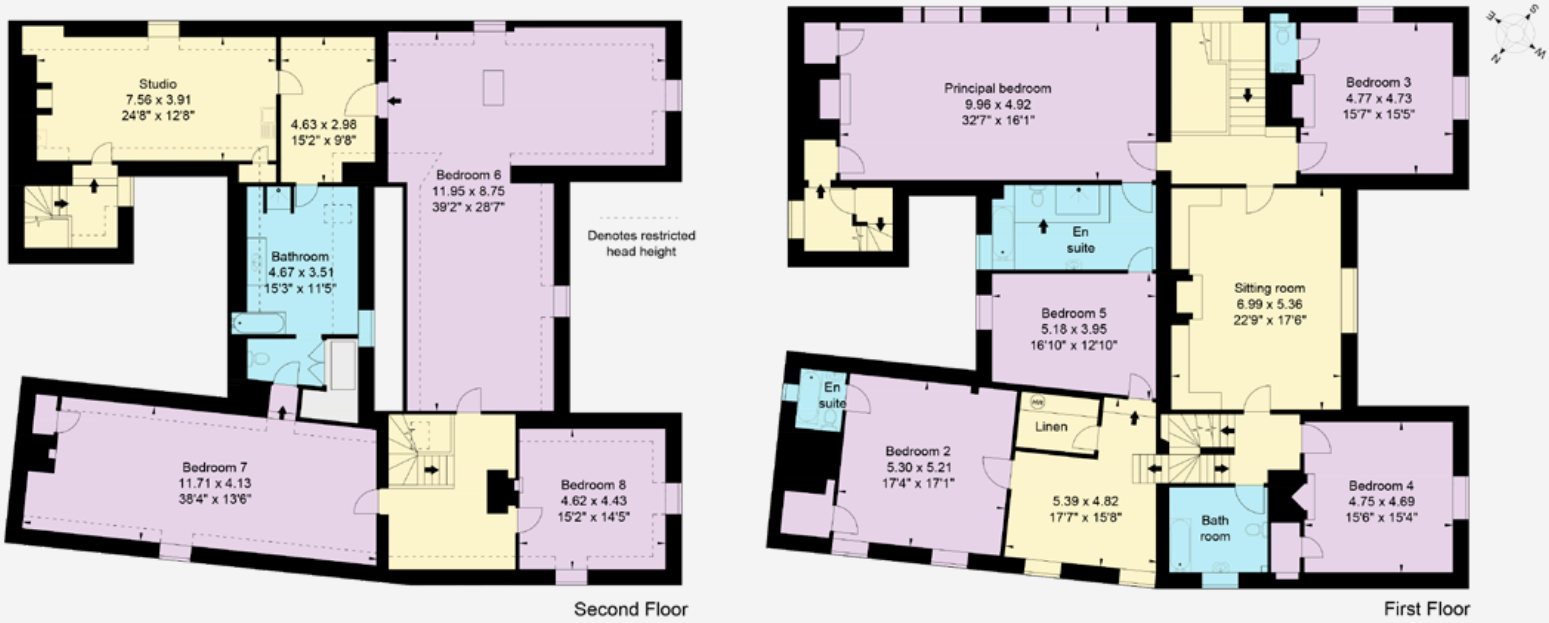 Studio
7.56 x 3.91
24'8" x 12'8"
4.63 x 2.98
15'2" x 9'8"
Bedroom 6
11.95 x 8.75
39'2" x 28'7"
Denotes restricted
head height
Bathroom
4.67 x 3.51
15'3" x 11'5"
Bedroom 7
11.71 x 4.13
38'4" x 13'6"
Bedroom 8
4.62 x 4.43
15'2" x 14'5"
Second Floor
S
E
W
N
Principal bedroom
9.96 x 4.92
32'7" x 16'1"
Bedroom 3
4.77 x 4.73
15'7" x 15'5"
En
suite
Sitting room
6.99 x 5.36
22'9" x 17'6"
Bedroom 5
5.18 x 3.95
16'10" x 12'10"
En
suite
Linen
Bedroom 2
5.30 x 5.21
17'4" x 17'1"
5.39 x 4.82
17'7" x 15'8"
Bath
room
Bedroom 4
4.75 x 4.69
15'6" x 15'4"
First Floor